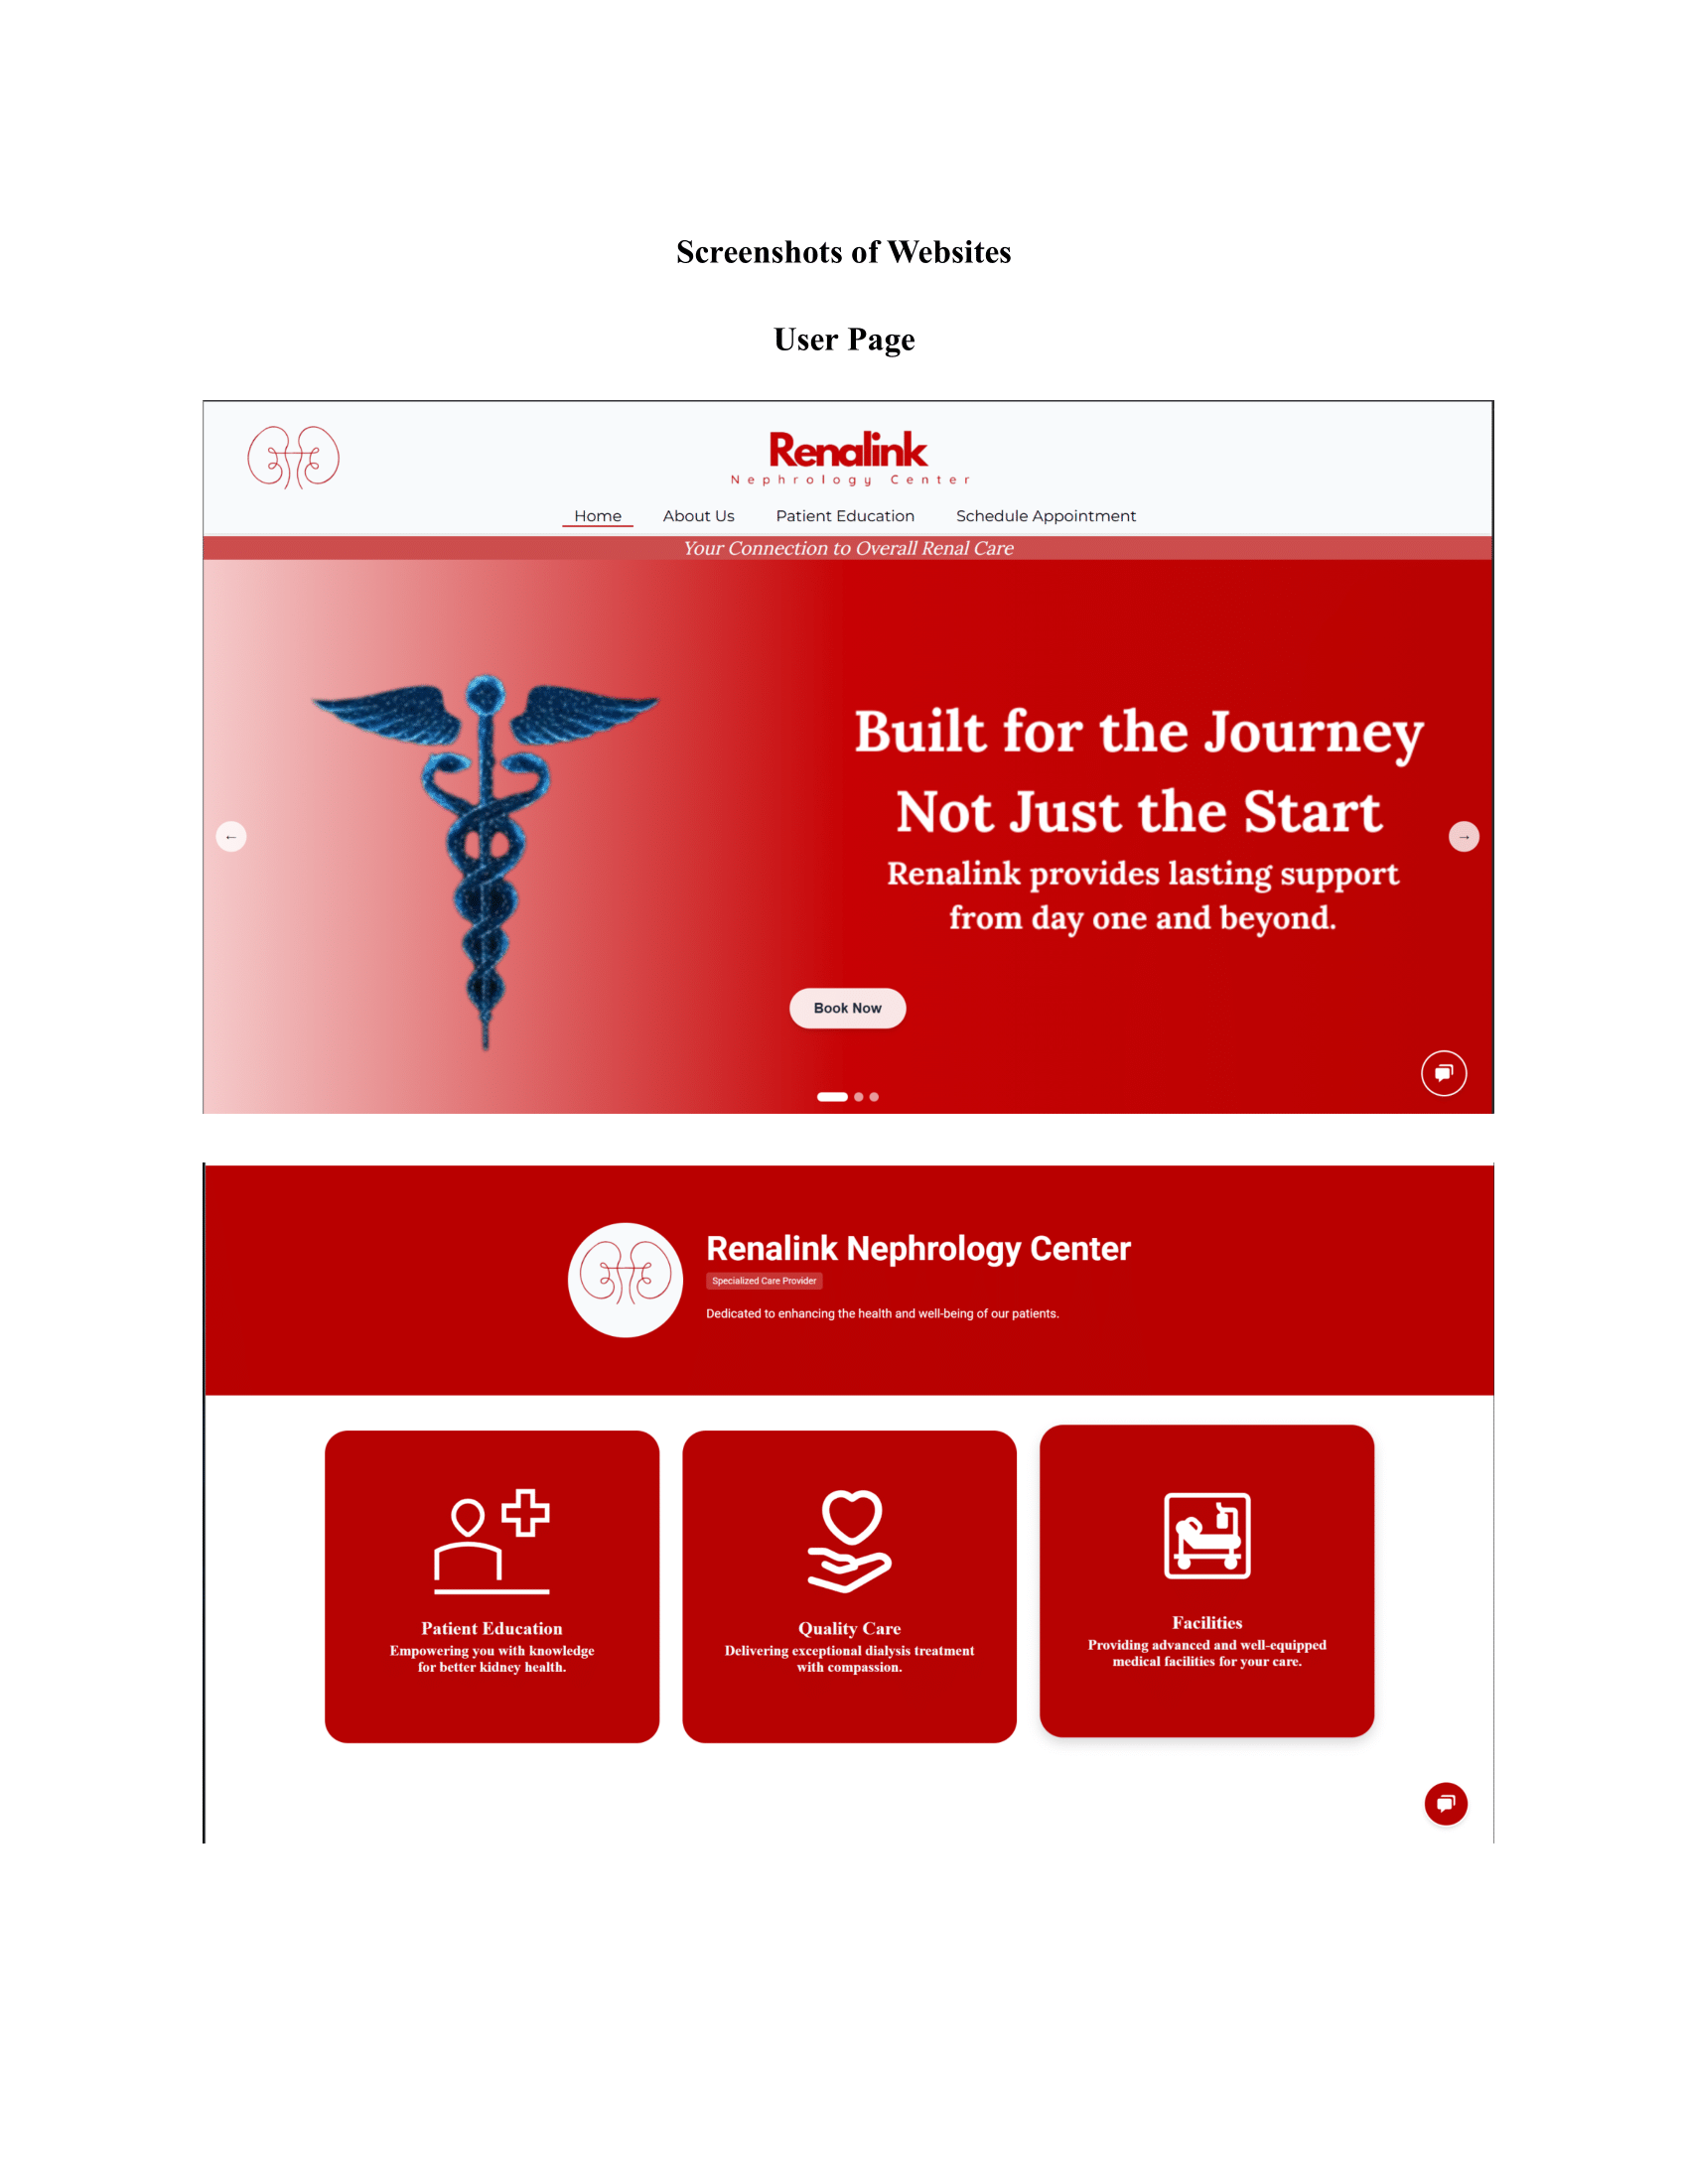 Screenshots of Websites
User Page
Renalink
Nephrology Center
Home About Us Patient Education Schedule Appointment
Your Connection to Overall Renal Care
Built for the Journey
Not Just the Start
Renalink provides lasting support
from day one and beyond.
←
→
Book Now
Renalink Nephrology Center
Specialized Care Provider
Dedicated to enhancing the health and well-being of our patients.
Patient Education
Empowering you with knowledge
for better kidney health.
Quality Care
Delivering exceptional dialysis treatment
with compassion.
Facilities
Providing advanced and well-equipped
medical facilities for your care.